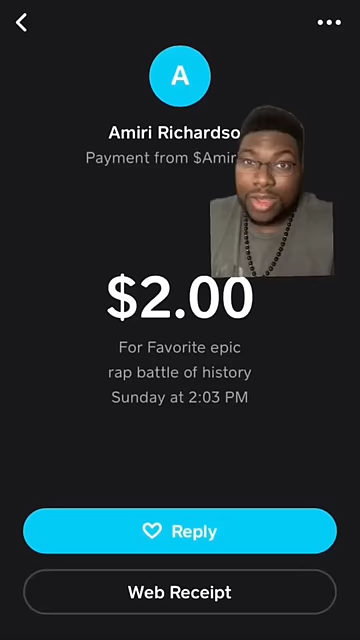 A
Amiri Richardso
Payment from $Amir
$2.00
For Favorite epic
rap battle of history
Sunday at 2:03 PM
Reply
Web Receipt